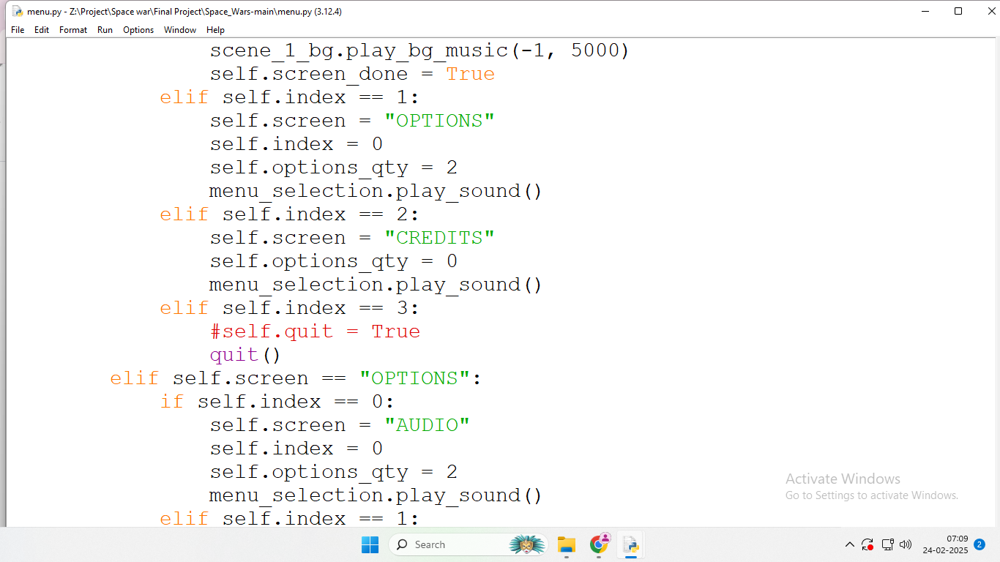 menu.py - Z:\Project\Space war\Final Project\Space_Wars-main\menu.py (3.12.4)
File Edit Format Run Options Window Help
scene_1_bg.play_bg_music(-1, 5000)
self.screen_done = True
elif self.index == 1:
self.screen = "OPTIONS"
self.index = 0
self.options_qty = 2
menu_selection.play_sound()
elif self.index == 2:
self.screen = "CREDITS"
self.options_qty = 0
menu_selection.play_sound()
elif self.index == 3:
#self.quit = True
quit()
elif self.screen == "OPTIONS":
if self.index == 0:
self.screen = "AUDIO"
self.index = 0
self.options_qty = 2
menu_selection.play_sound()
elif self.index == 1:
Activate Windows
Go to Settings to activate Windows.
Search
07:09
24-02-2025
2